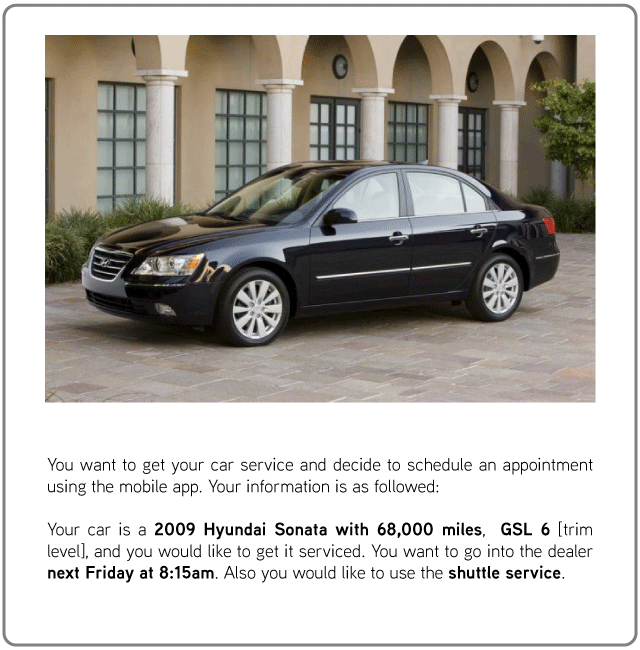 You want to get your car service and decide to schedule an appointment
using the mobile app. Your information is as followed:
Your car is a 2009 Hyundai Sonata with 68,000 miles, GSL 6 [trim
level], and you would like to get it serviced. You want to go into the dealer
next Friday at 8:15am. Also you would like to use the shuttle service.